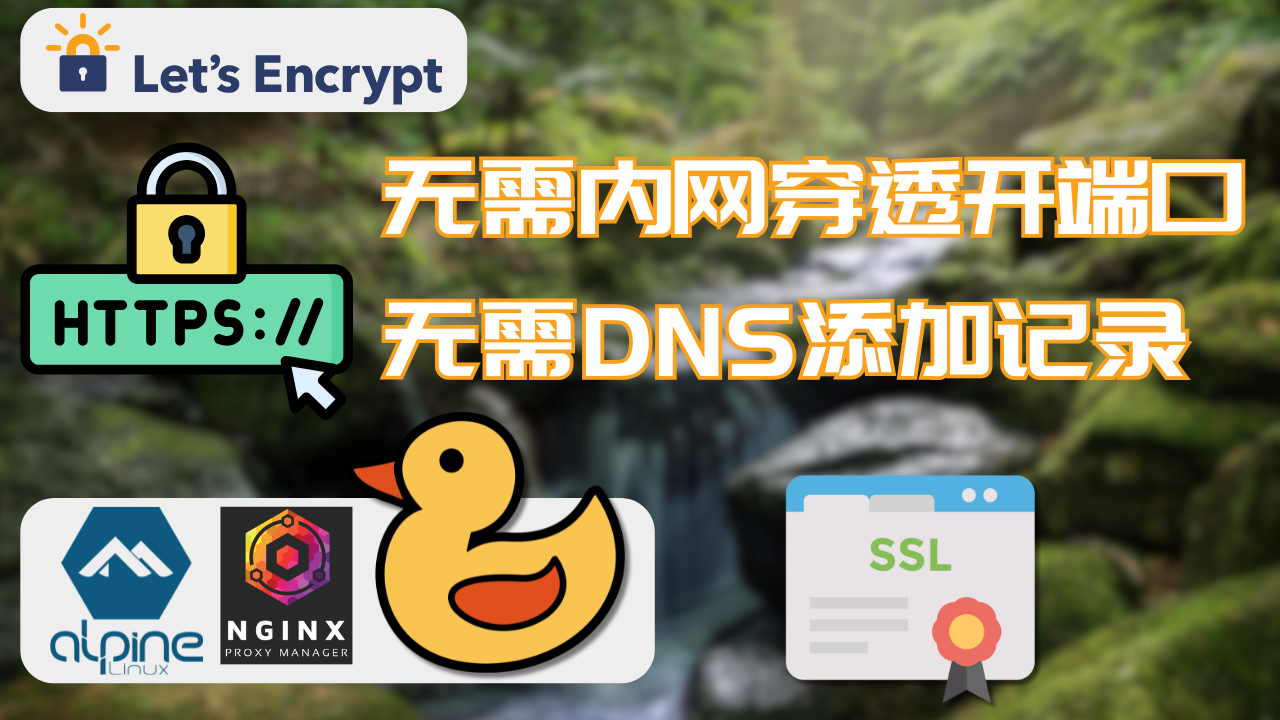 Let's Encrypt
无需内网穿透开端口
HTTPS://
无需DNS添加记录
SSL
alpine
LINUX
NGINX
PROXY MANAGER